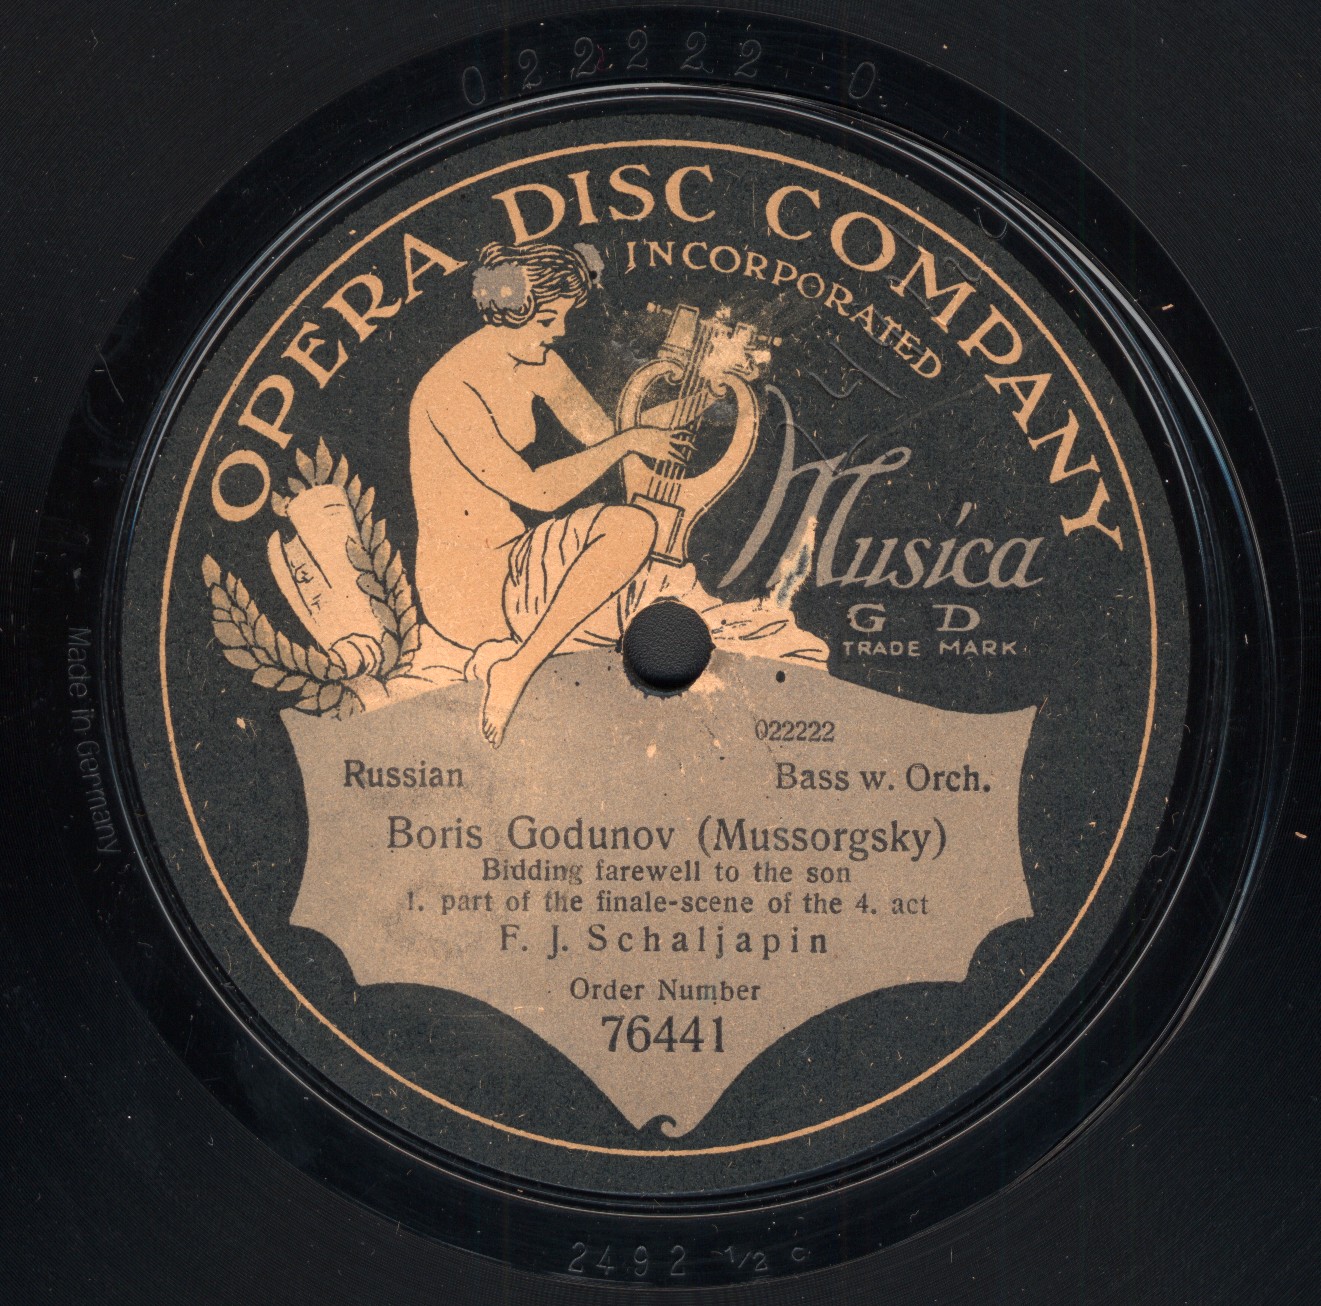 022222 0
OPERA DISC COMPANY
INCORPORATED
Musica
G D
TRADE MARK
022222
Russian Bass w. Orch.
Boris Godunov (Mussorgsky)
Bidding farewell to the son
1. part of the finale-scene of the 4. act
F. J. Schaljapin
Order Number
76441
Made in Germany
2492 ½ c